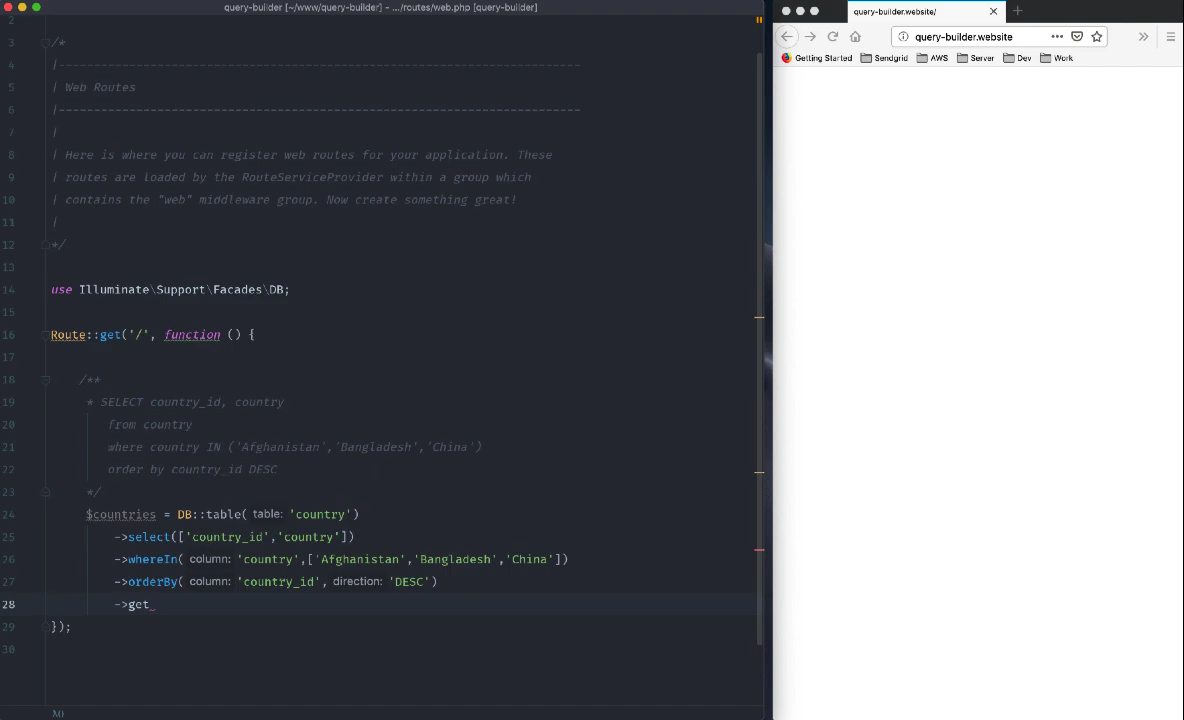 query-builder [~/www/query-builder] - .../routes/web.php [query-builder]
2
3 /*
4 |--------------------------------------------------------------------------
5 | Web Routes
6 |--------------------------------------------------------------------------
7 |
8 | Here is where you can register web routes for your application. These
9 | routes are loaded by the RouteServiceProvider within a group which
10 | contains the "web" middleware group. Now create something great!
11 |
12 */
13
14 use Illuminate\Support\Facades\DB;
15
16 Route::get('/', function () {
17
18 /**
19 * SELECT country_id, country
20 from country
21 where country IN ('Afghanistan','Bangladesh','China')
22 order by country_id DESC
23 */
24 $countries = DB::table( table: 'country')
25 ->select(['country_id','country'])
26 ->whereIn( column: 'country',['Afghanistan','Bangladesh','China'])
27 ->orderBy( column: 'country_id', direction: 'DESC')
28 ->get
29 });
30
λ()
query-builder.website/
query-builder.website
Getting Started Sendgrid AWS Server Dev Work